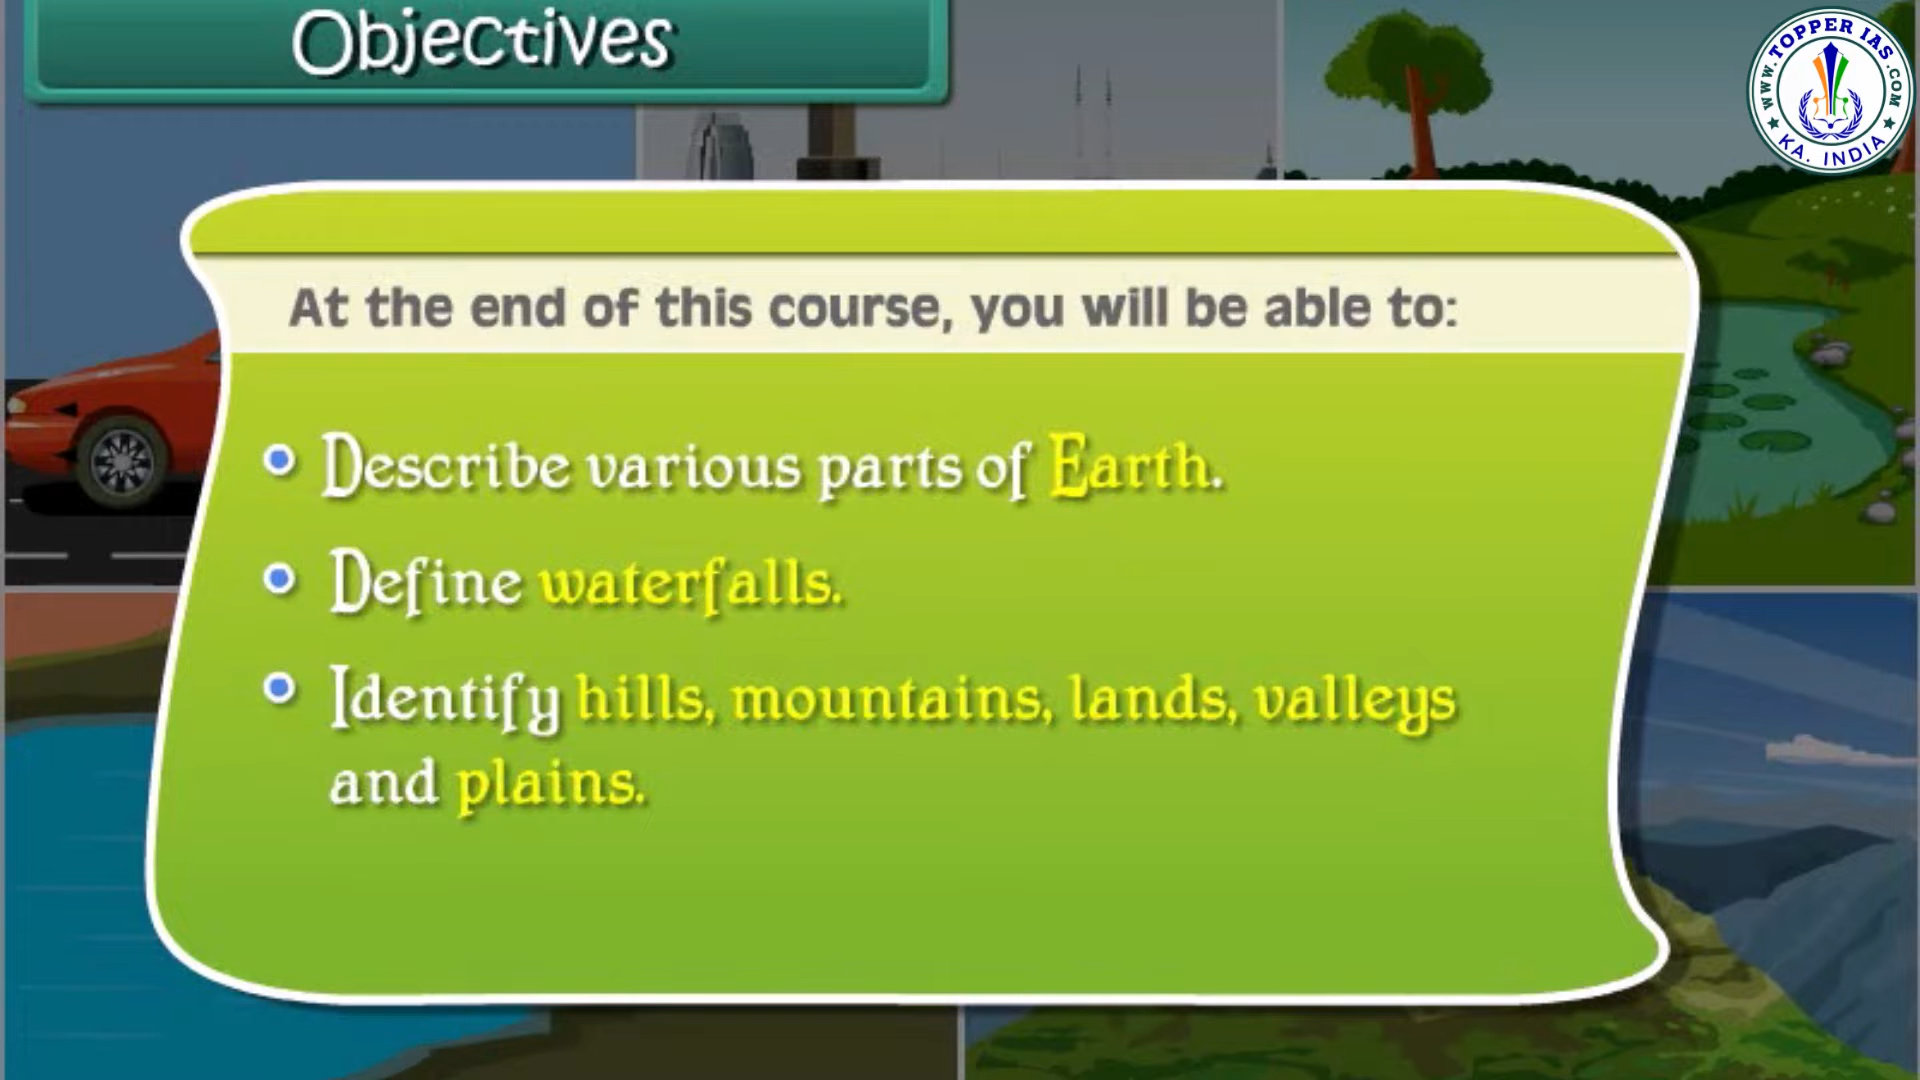 Objectives
WWW.TOPPER IAS.COM
KA. INDIA
At the end of this course, you will be able to:
Describe various parts of Earth.
Define waterfalls.
Identify hills, mountains, lands, valleys
and plains.